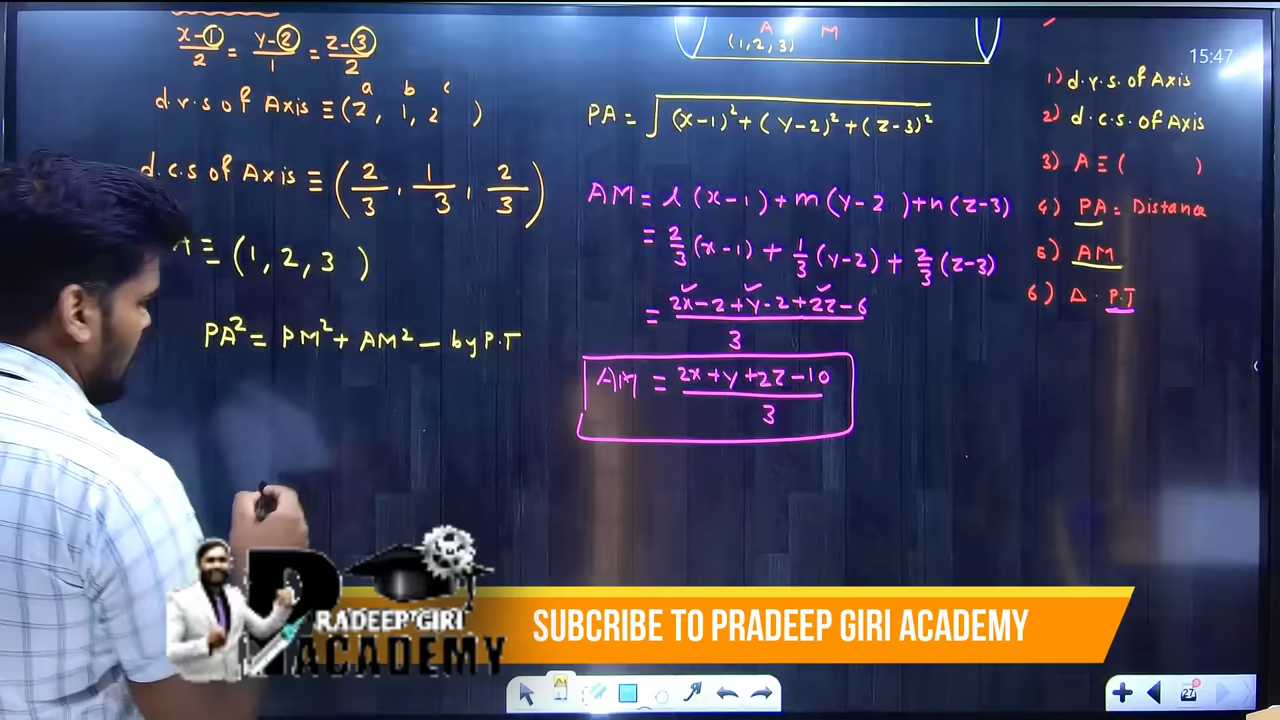 x-1/2 = y-2/1 = z-3/2
a b c
d.r.s of Axis ≡ (2, 1, 2 )
d.c.s of Axis ≡ (2/3, 1/3, 2/3)
A ≡ (1, 2, 3 )
PA² = PM² + AM² — by P.T
A M
(1, 2, 3)
PA = √(x-1)² + (y-2)² + (z-3)²
AM = l (x-1) + m (y-2 ) + n (z-3)
= 2/3 (x-1) + 1/3 (y-2) + 2/3 (z-3)
= 2x-2+y-2+2z-6/3
AM = 2x+y+2z-10/3
15:47
1) d.r.s. of Axis
2) d.c.s. of Axis
3) A ≡ ( )
4) PA = Distance
5) AM
6) Δ. P.T
PRADEEP GIRI
ACADEMY
SUBCRIBE TO PRADEEP GIRI ACADEMY
27